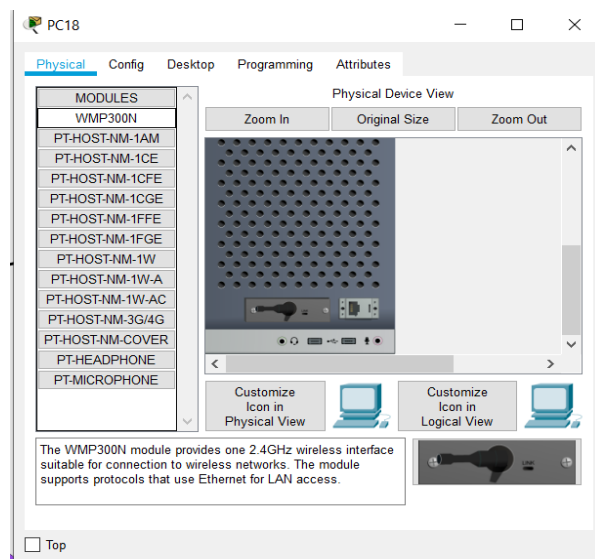 PC18
Physical Config Desktop Programming Attributes
MODULES
WMP300N
PT-HOST-NM-1AM
PT-HOST-NM-1CE
PT-HOST-NM-1CFE
PT-HOST-NM-1CGE
PT-HOST-NM-1FFE
PT-HOST-NM-1FGE
PT-HOST-NM-1W
PT-HOST-NM-1W-A
PT-HOST-NM-1W-AC
PT-HOST-NM-3G/4G
PT-HOST-NM-COVER
PT-HEADPHONE
PT-MICROPHONE
Physical Device View
Zoom In Original Size Zoom Out
Customize
Icon in
Physical View
Customize
Icon in
Logical View
The WMP300N module provides one 2.4GHz wireless interface
suitable for connection to wireless networks. The module
supports protocols that use Ethernet for LAN access.
LINK
Top